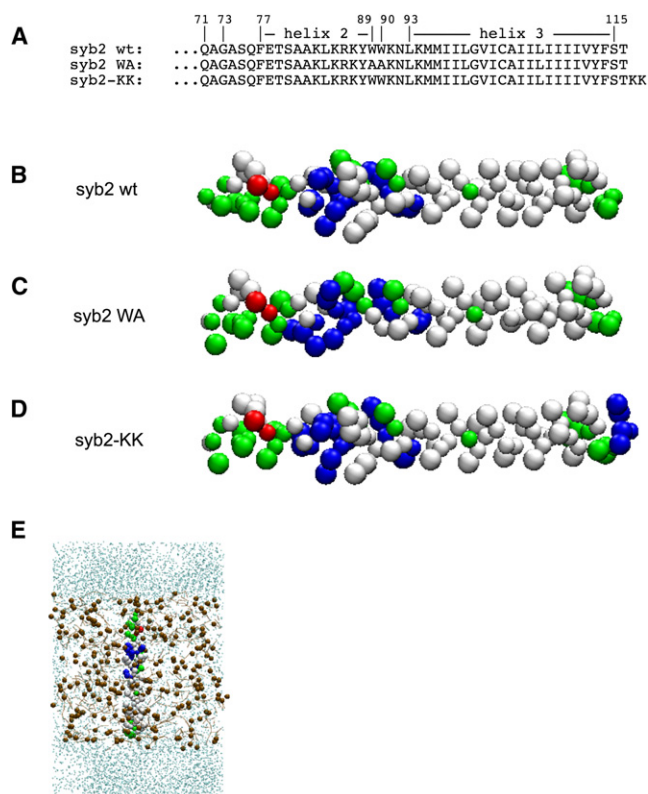 71 73 77 89 90 93 115
A
helix 2 helix 3
syb2 wt: ...QAGASQFETSAAKLKRKYWWKNLKMMIILGVICAIILIIIIVYFST
syb2 WA: ...QAGASQFETSAAKLKRKYAAKNLKMMIILGVICAIILIIIIVYFST
syb2-KK: ...QAGASQFETSAAKLKRKYWWKNLKMMIILGVICAIILIIIIVYFSTKK
B
syb2 wt
C
syb2 WA
D
syb2-KK
E